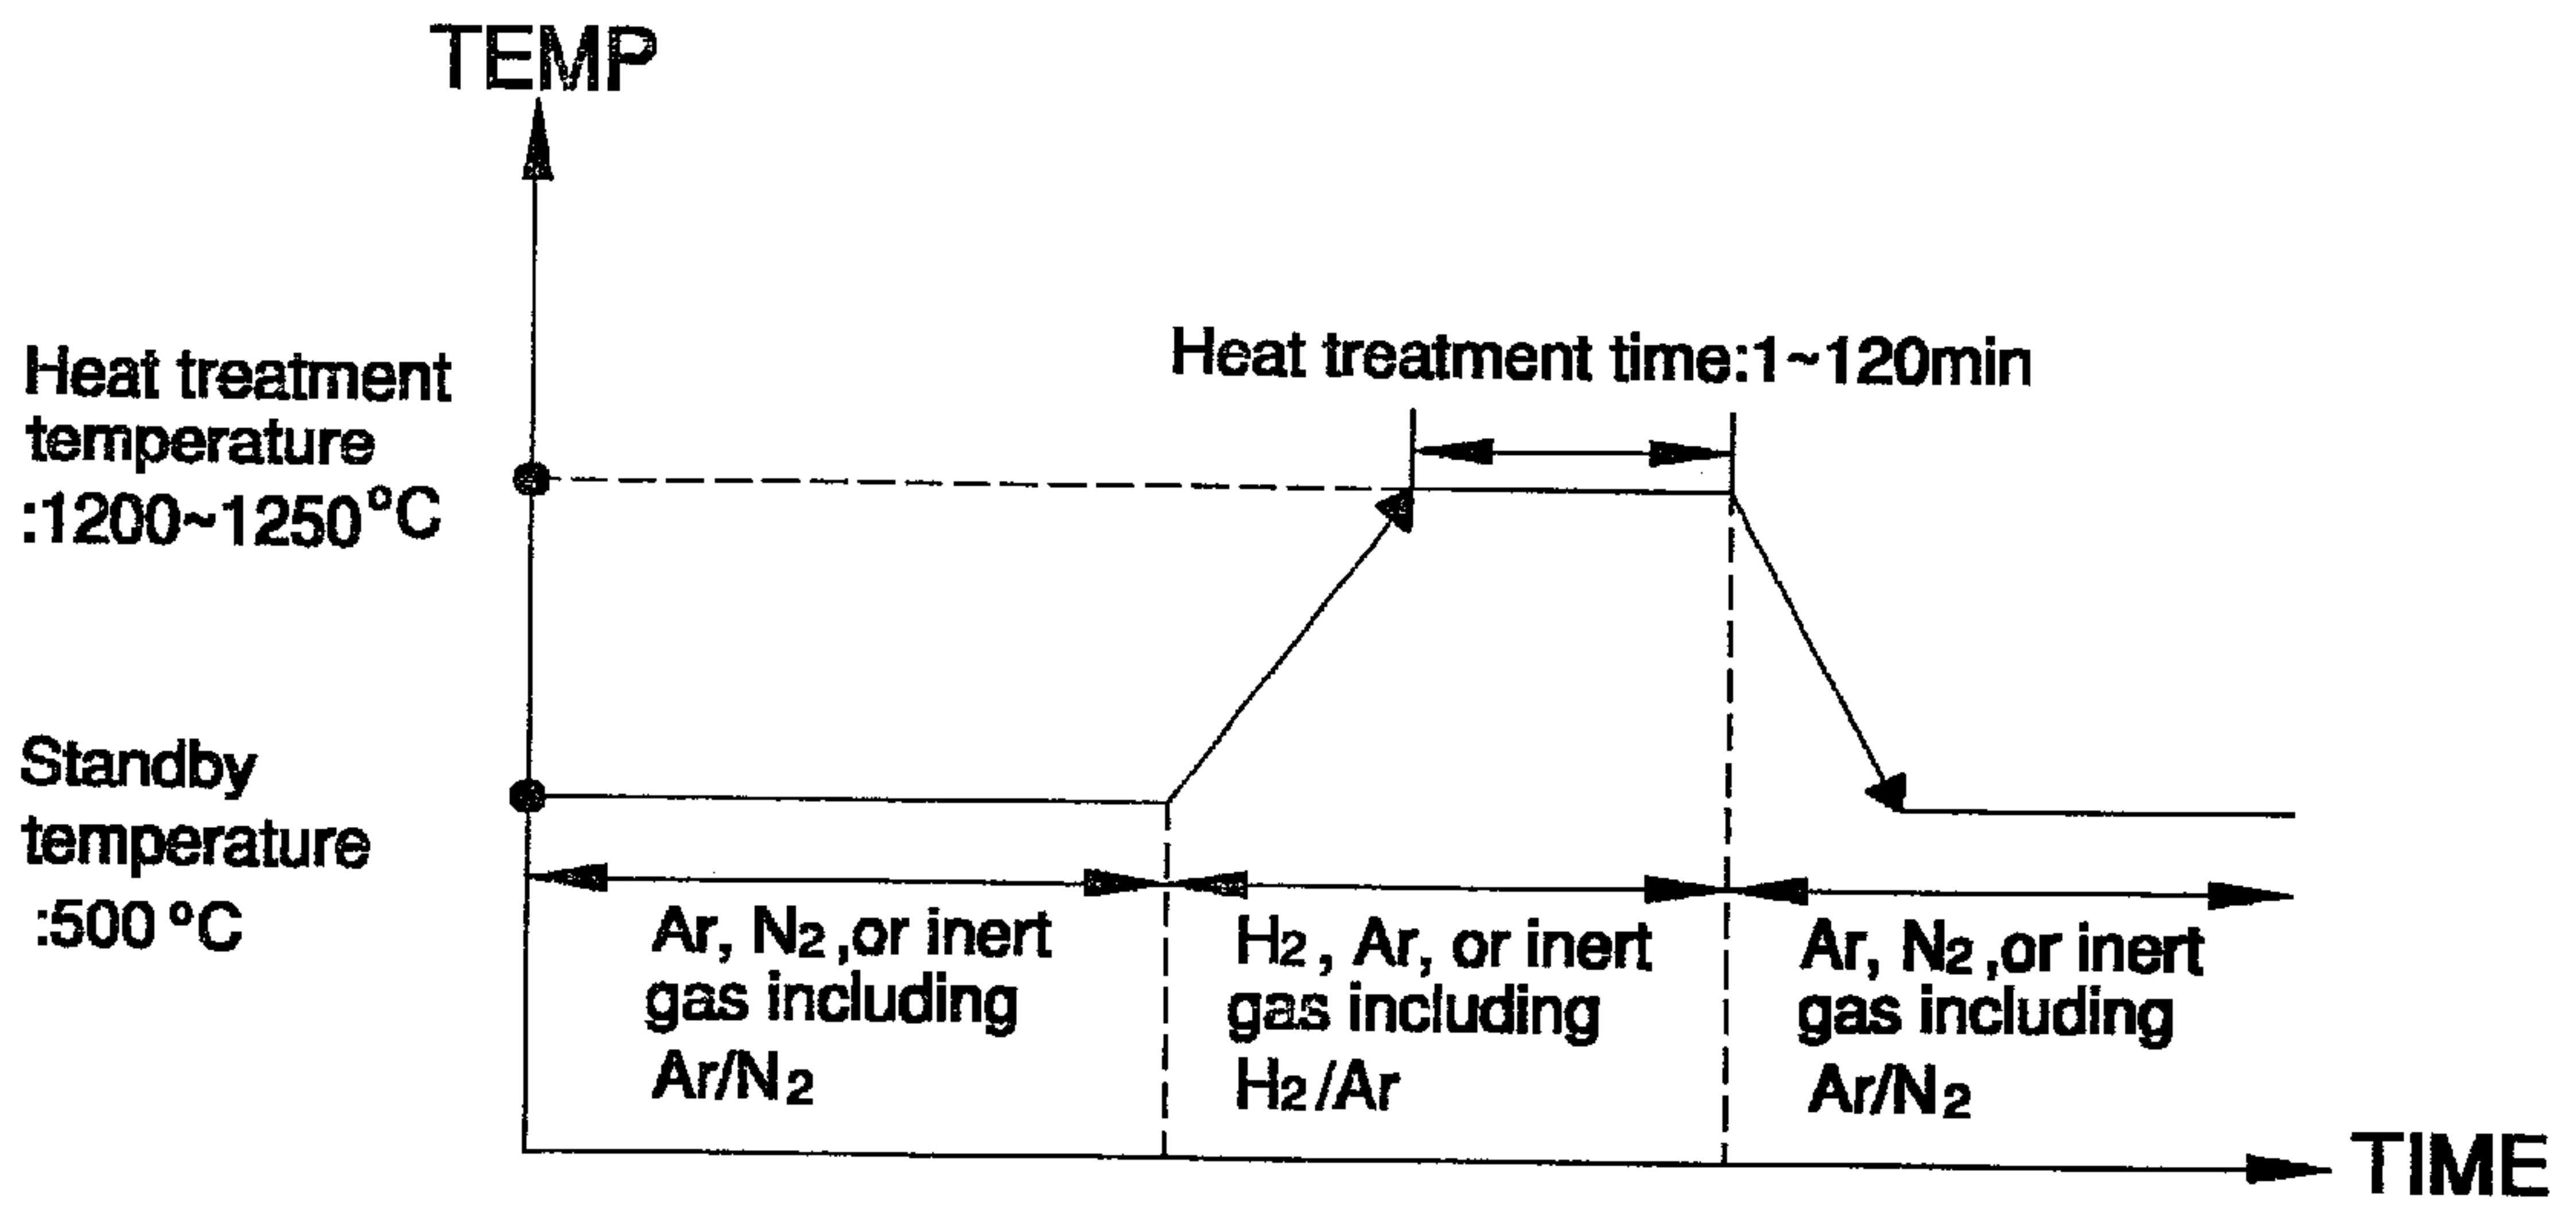 TEMP
Heat treatment time:1~120min
Heat treatment
temperature
:1200~1250°C
Standby
temperature
:500°C
Ar, N2,or inert
gas including
Ar/N2
H2, Ar, or inert
gas including
H2/Ar
Ar, N2,or inert
gas including
Ar/N2
TIME